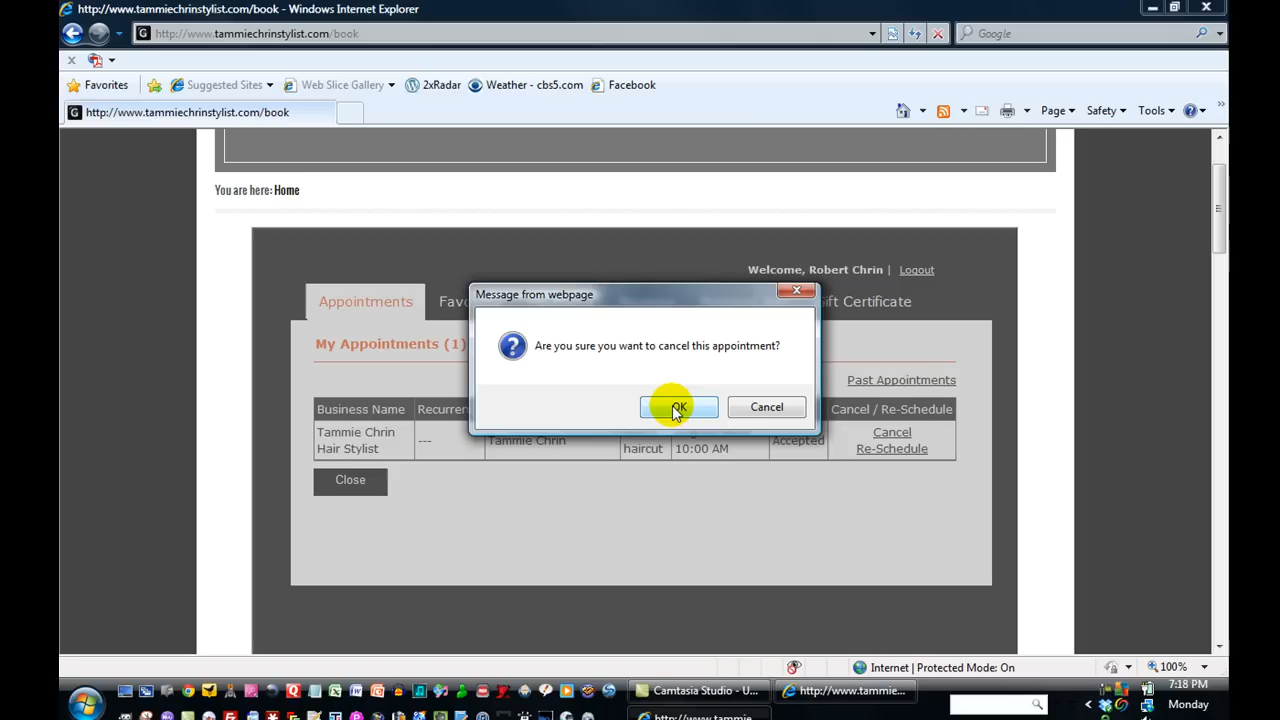 http://www.tammiechrinstylist.com/book - Windows Internet Explorer
http://www.tammiechrinstylist.com/book
Google
Favorites
Suggested Sites
Web Slice Gallery
2xRadar
Weather - cbs5.com
Facebook
http://www.tammiechrinstylist.com/book
Page
Safety
Tools
You are here: Home
Welcome, Robert Chrin | Logout
Appointments
Gift Certificate
Message from webpage
Are you sure you want to cancel this appointment?
OK
Cancel
My Appointments (1)
Past Appointments
Business Name
Cancel / Re-Schedule
Tammie Chrin
Hair Stylist
---
Tammie Chrin
haircut
10:00 AM
Accepted
Cancel
Re-Schedule
Close
Internet | Protected Mode: On
100%
Camtasia Studio - U...
http://www.tammie...
http://www.tammie...
7:18 PM
Monday